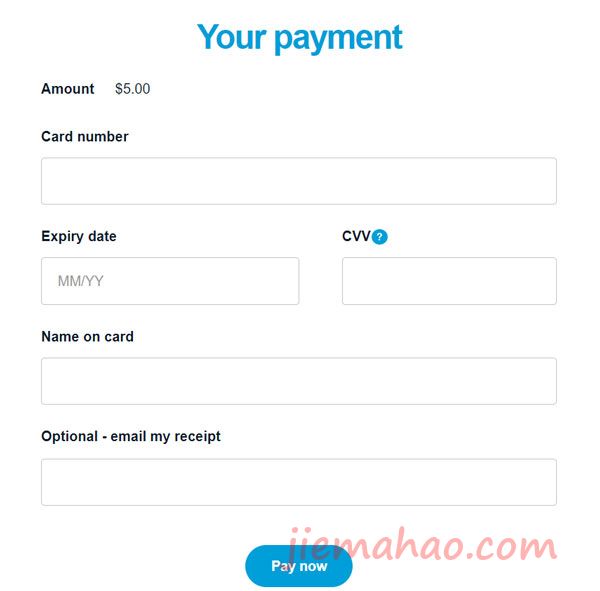 Your payment
Amount $5.00
Card number
Expiry date CVV ?
MM/YY
Name on card
Optional - email my receipt
jiemahao.com
Pay now